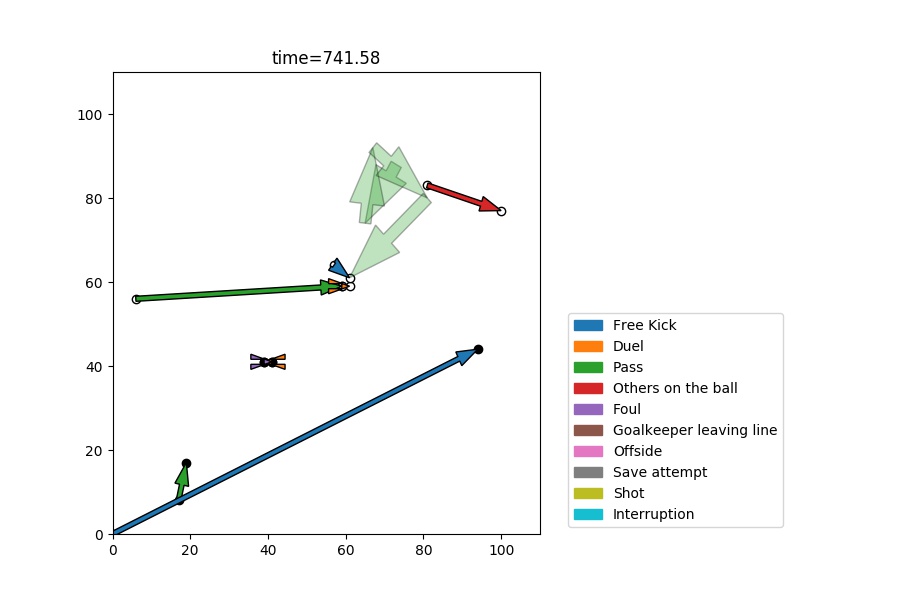 time=741.58
100
80
60
40
20
0
0 20 40 60 80 100
Free Kick
Duel
Pass
Others on the ball
Foul
Goalkeeper leaving line
Offside
Save attempt
Shot
Interruption